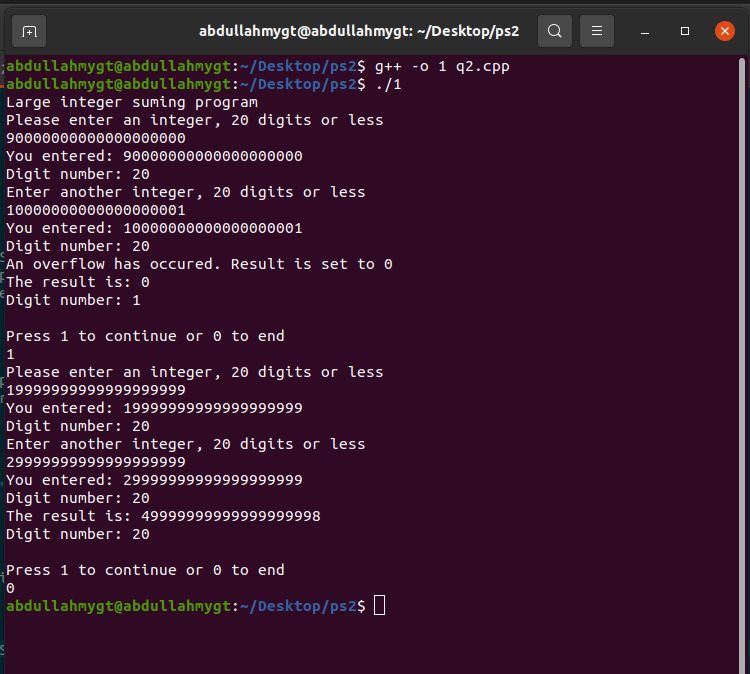 abdullahmygt@abdullahmygt: ~/Desktop/ps2
abdullahmygt@abdullahmygt:~/Desktop/ps2$ g++ -o 1 q2.cpp
abdullahmygt@abdullahmygt:~/Desktop/ps2$ ./1
Large integer suming program
Please enter an integer, 20 digits or less
90000000000000000000
You entered: 90000000000000000000
Digit number: 20
Enter another integer, 20 digits or less
10000000000000000001
You entered: 10000000000000000001
Digit number: 20
An overflow has occured. Result is set to 0
The result is: 0
Digit number: 1
Press 1 to continue or 0 to end
1
Please enter an integer, 20 digits or less
19999999999999999999
You entered: 19999999999999999999
Digit number: 20
Enter another integer, 20 digits or less
29999999999999999999
You entered: 29999999999999999999
Digit number: 20
The result is: 49999999999999999998
Digit number: 20
Press 1 to continue or 0 to end
0
abdullahmygt@abdullahmygt:~/Desktop/ps2$